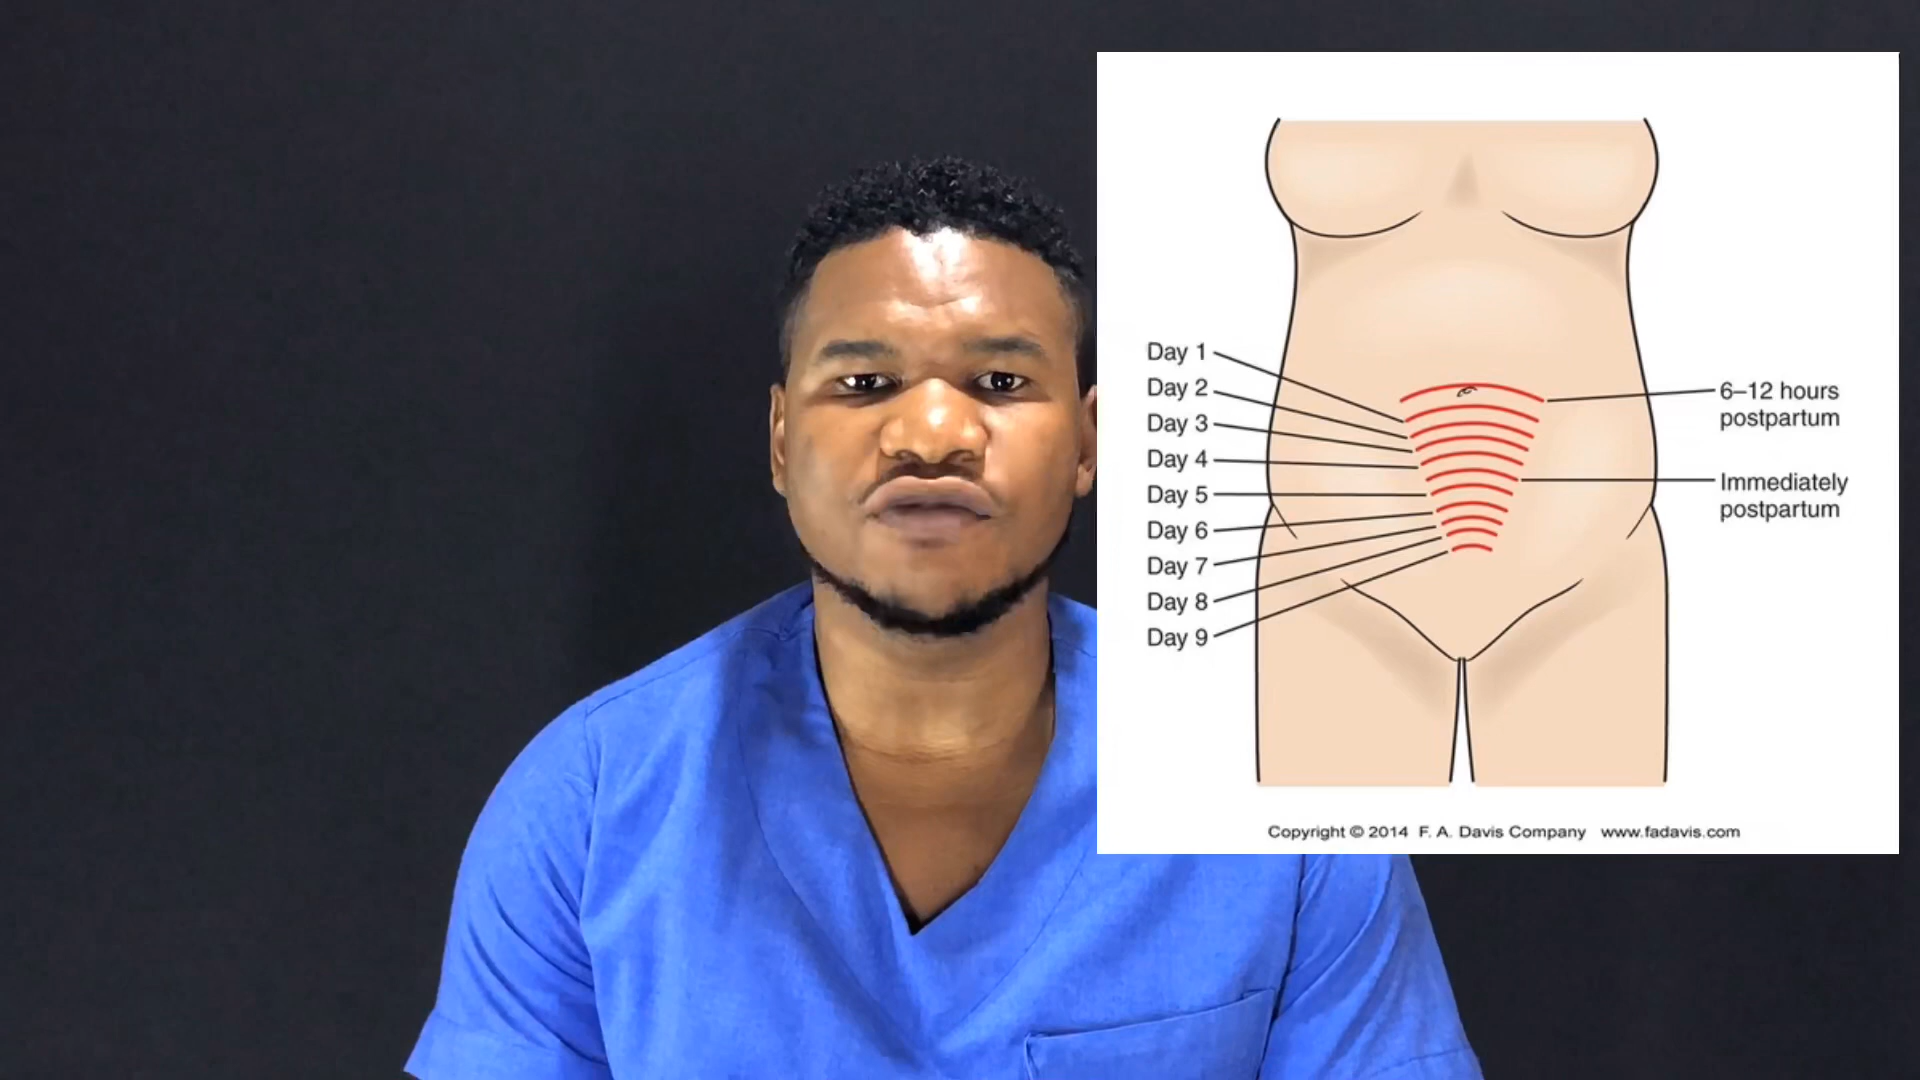 Day 1
Day 2
Day 3
Day 4
Day 5
Day 6
Day 7
Day 8
Day 9
6–12 hours
postpartum
Immediately
postpartum
Copyright © 2014 F. A. Davis Company www.fadavis.com